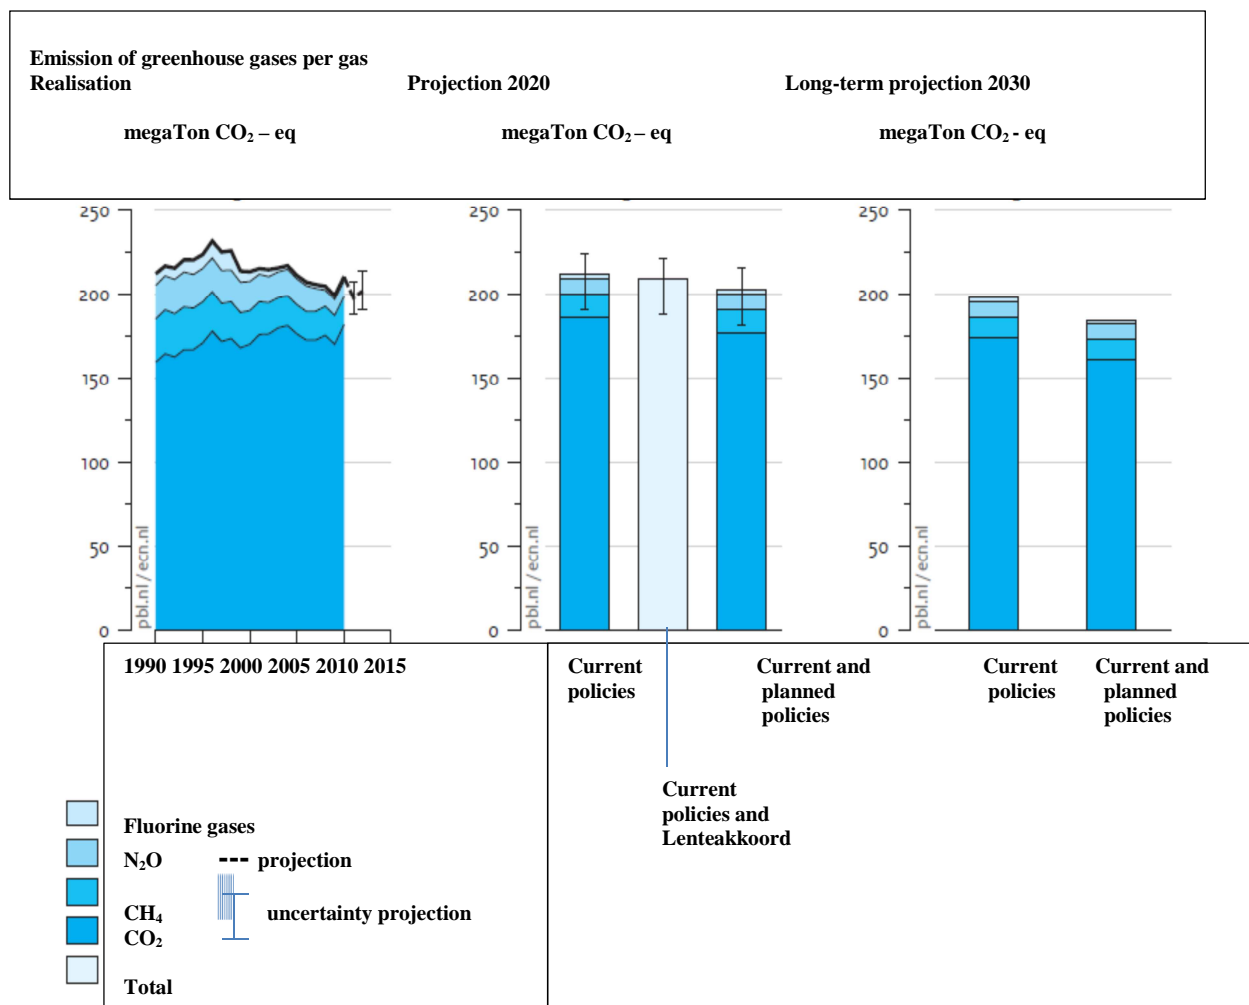 Emission of greenhouse gases per gas
Realisation Projection 2020 Long-term projection 2030
megaTon CO₂ – eq megaTon CO₂ – eq megaTon CO₂ - eq
250 250 250
200 200 200
150 150 150
100 100 100
50 50 50
0 0 0
pbl.nl / ecn.nl pbl.nl / ecn.nl pbl.nl / ecn.nl
1990 1995 2000 2005 2010 2015
Current
policies
Current and
planned
policies
Current
policies
Current and
planned
policies
Current
policies and
Lenteakkoord
Fluorine gases
N₂O projection
CH₄ uncertainty projection
CO₂
Total